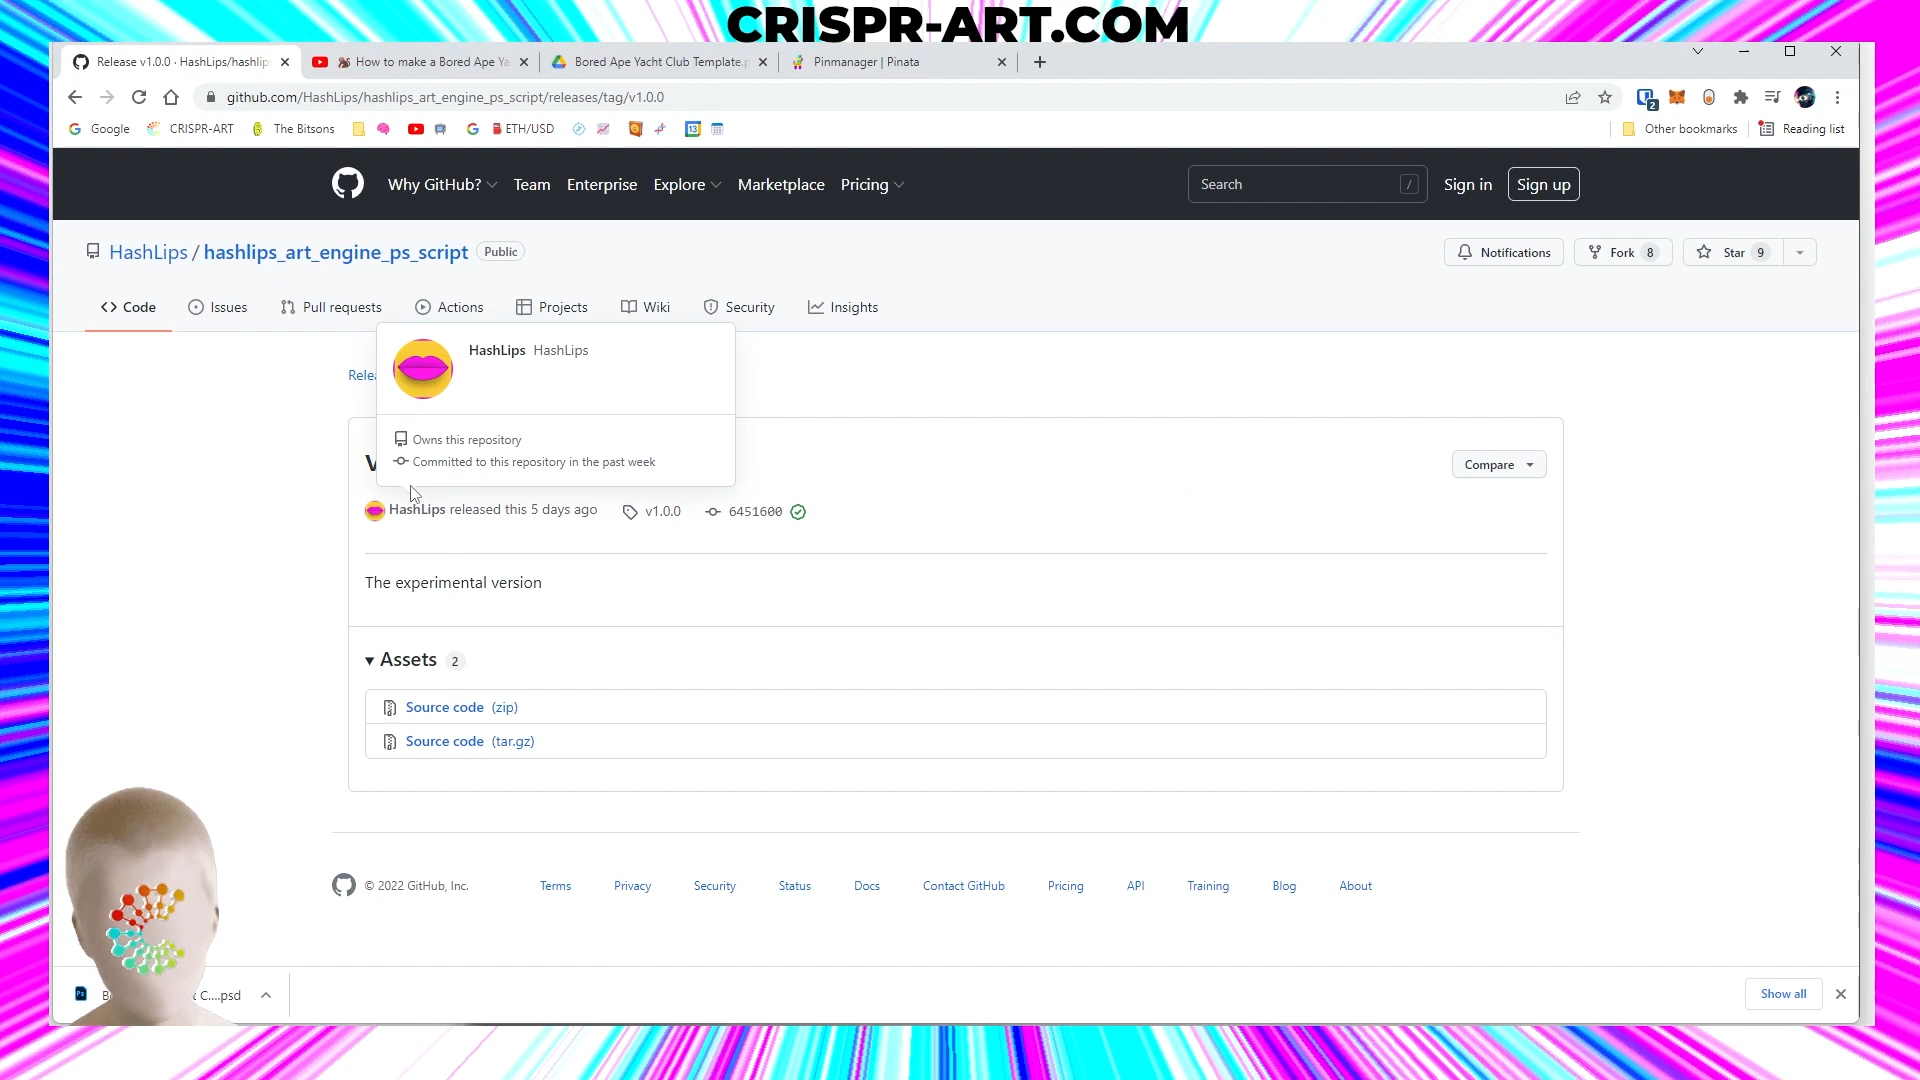 CRISPR-ART.COM
Release v1.0.0 · HashLips/hashlips
How to make a Bored Ape Ya
Bored Ape Yacht Club Template.p
Pinmanager | Pinata
github.com/HashLips/hashlips_art_engine_ps_script/releases/tag/v1.0.0
2
Google
CRISPR-ART
The Bitsons
ETH/USD
13
Other bookmarks
Reading list
Why GitHub?
Team
Enterprise
Explore
Marketplace
Pricing
Search
/
Sign in
Sign up
HashLips / hashlips_art_engine_ps_script
Public
Notifications
Fork 8
Star 9
Code
Issues
Pull requests
Actions
Projects
Wiki
Security
Insights
HashLips HashLips
Relea
Owns this repository
Committed to this repository in the past week
Compare
HashLips released this 5 days ago
v1.0.0
6451600
The experimental version
Assets 2
Source code (zip)
Source code (tar.gz)
© 2022 GitHub, Inc.
Terms
Privacy
Security
Status
Docs
Contact GitHub
Pricing
API
Training
Blog
About
Ps
C....psd
Show all